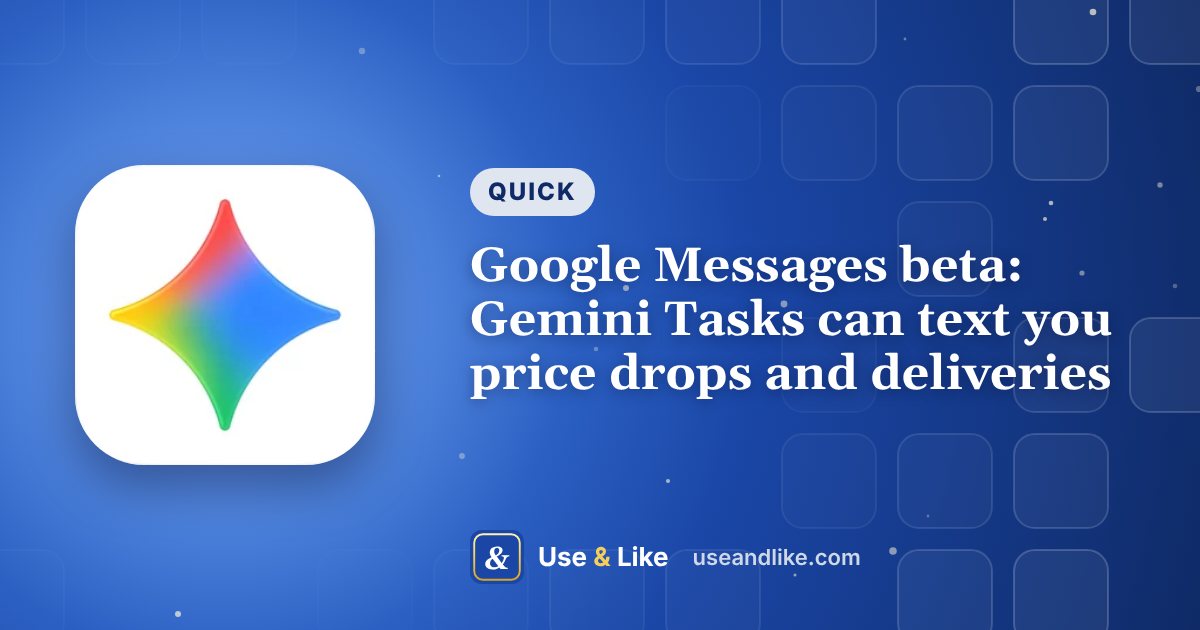 QUICK
Google Messages beta:
Gemini Tasks can text you
price drops and deliveries
& Use & Like useandlike.com